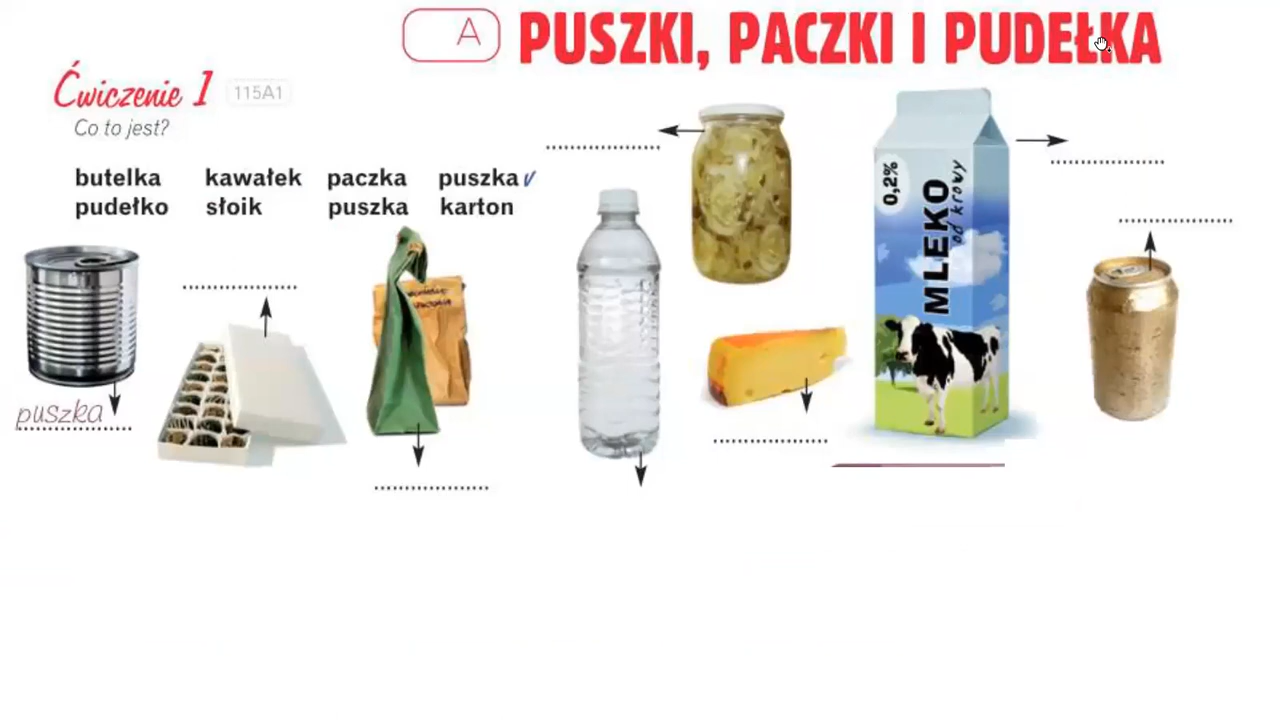 A
PUSZKI, PACZKI I PUDEŁKA
Ćwiczenie 1
115A1
Co to jest?
butelka kawałek paczka puszka
pudełko słoik puszka karton
puszka
0,2%
MLEKO
od krowy